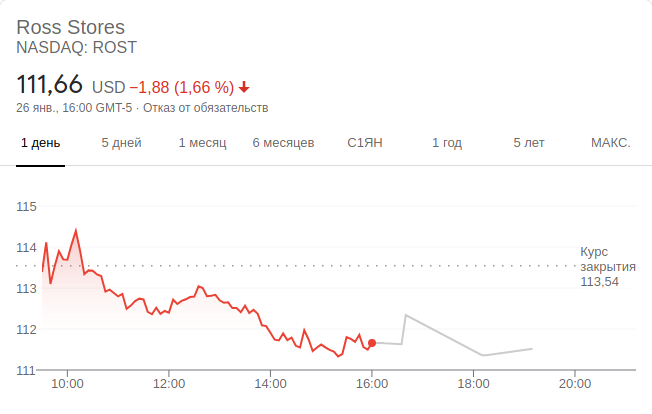 Ross Stores
NASDAQ: ROST
111,66 USD −1,88 (1,66 %)
26 янв., 16:00 GMT-5 · Отказ от обязательств
1 день 5 дней 1 месяц 6 месяцев С1ЯН 1 год 5 лет МАКС.
115
114
113
112
111
Курс
закрытия
113,54
10:00 12:00 14:00 16:00 18:00 20:00